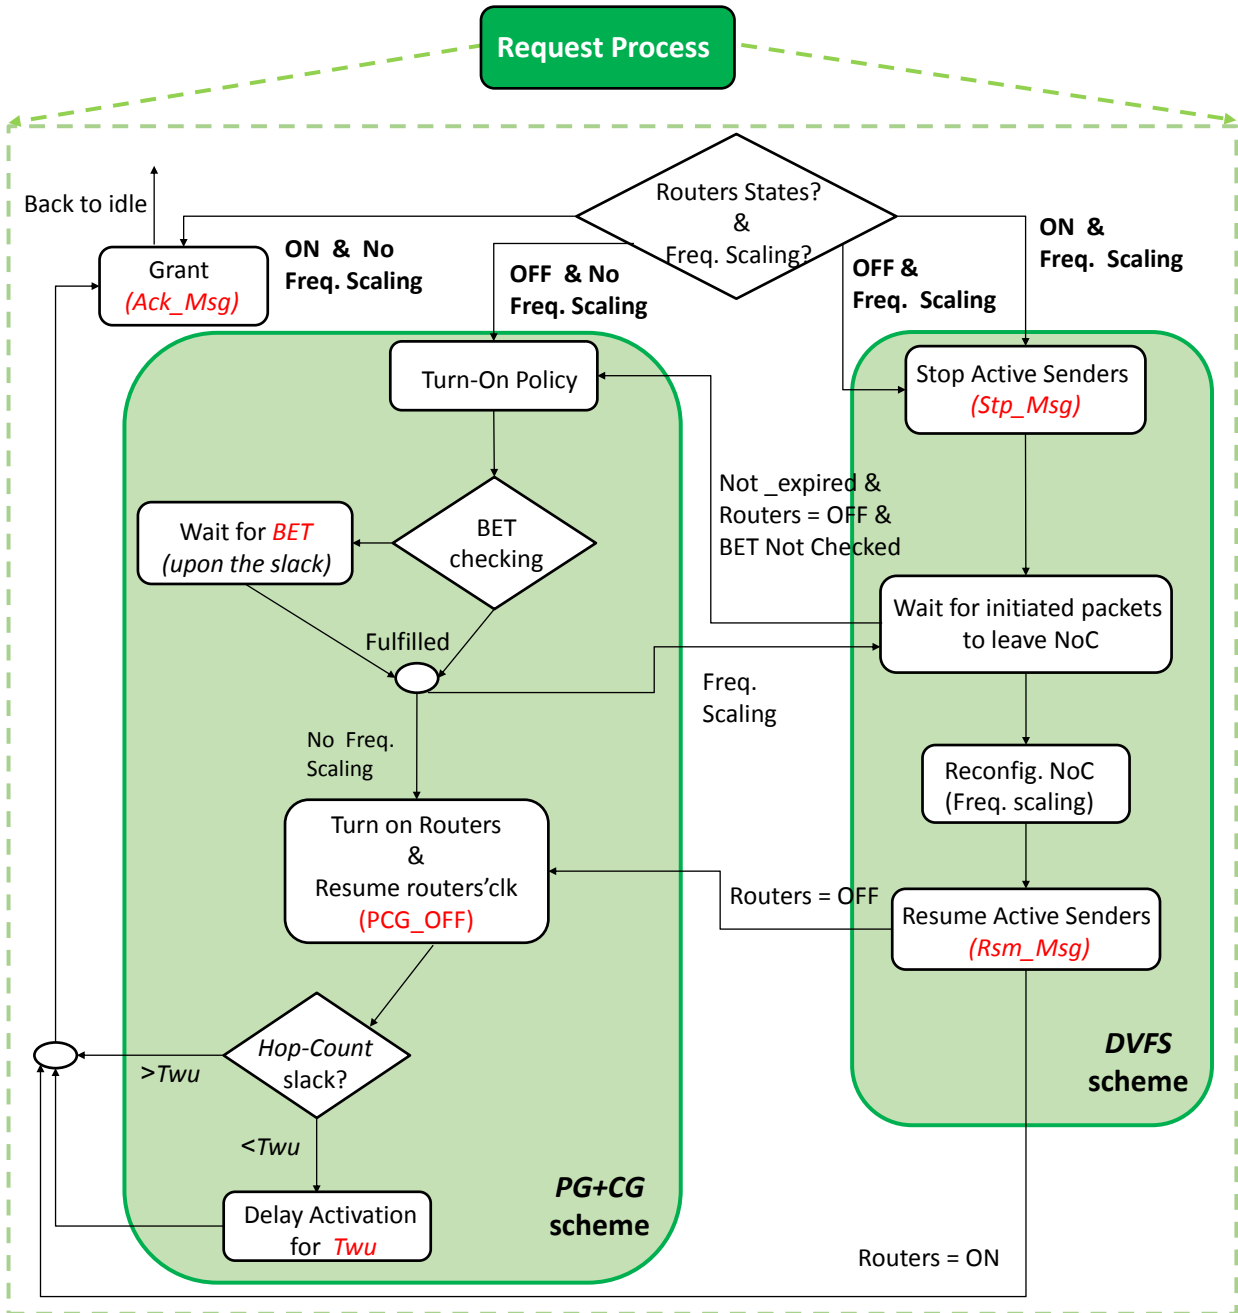 Request Process
Routers States?
&
Freq. Scaling?
Back to idle
Grant
(Ack_Msg)
ON & No
Freq. Scaling
OFF & No
Freq. Scaling
OFF &
Freq. Scaling
ON &
Freq. Scaling
Turn-On Policy
Stop Active Senders
(Stp_Msg)
Not _expired &
Routers = OFF &
BET Not Checked
Wait for BET
(upon the slack)
BET
checking
Wait for initiated packets
to leave NoC
Fulfilled
Freq.
Scaling
No Freq.
Scaling
Reconfig. NoC
(Freq. scaling)
Turn on Routers
&
Resume routers'clk
(PCG_OFF)
Routers = OFF
Resume Active Senders
(Rsm_Msg)
Hop-Count
slack?
>Twu
<Twu
DVFS
scheme
PG+CG
scheme
Delay Activation
for Twu
Routers = ON